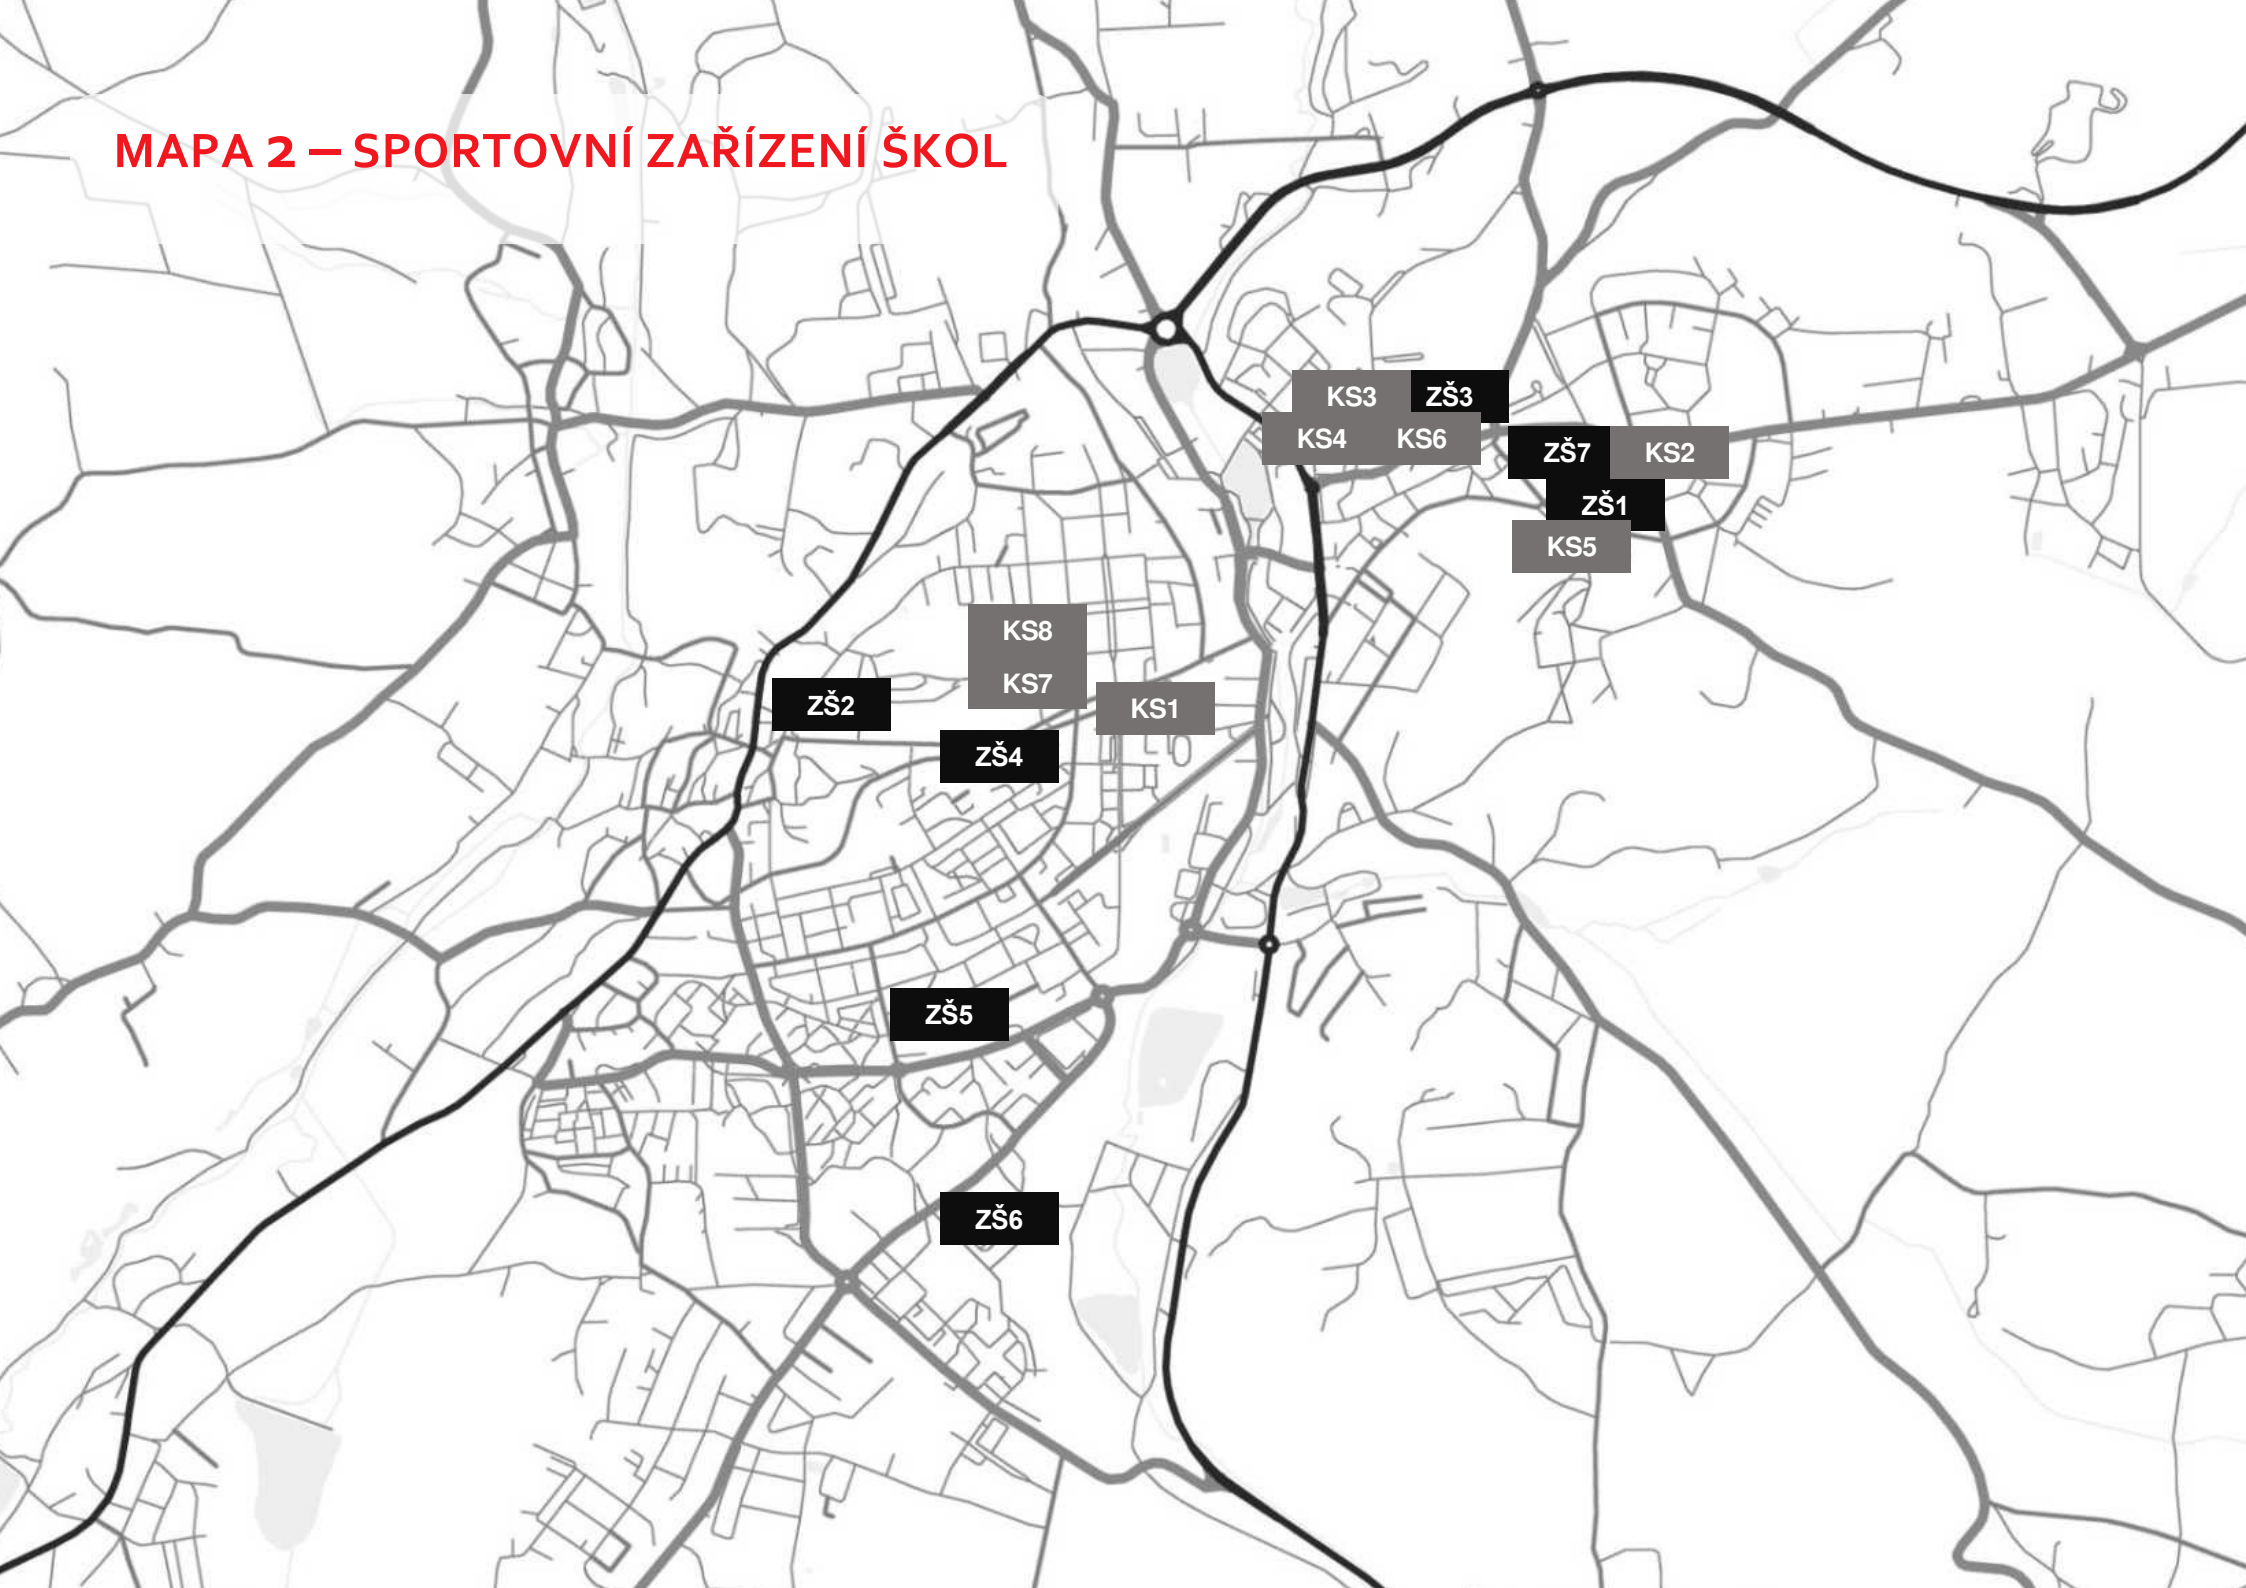 MAPA 2 – SPORTOVNÍ ZAŘÍZENÍ ŠKOL
KS3 ZŠ3
KS4 KS6
ZŠ7 KS2
ZŠ1
KS5
KS8
KS7
ZŠ2
KS1
ZŠ4
ZŠ5
ZŠ6